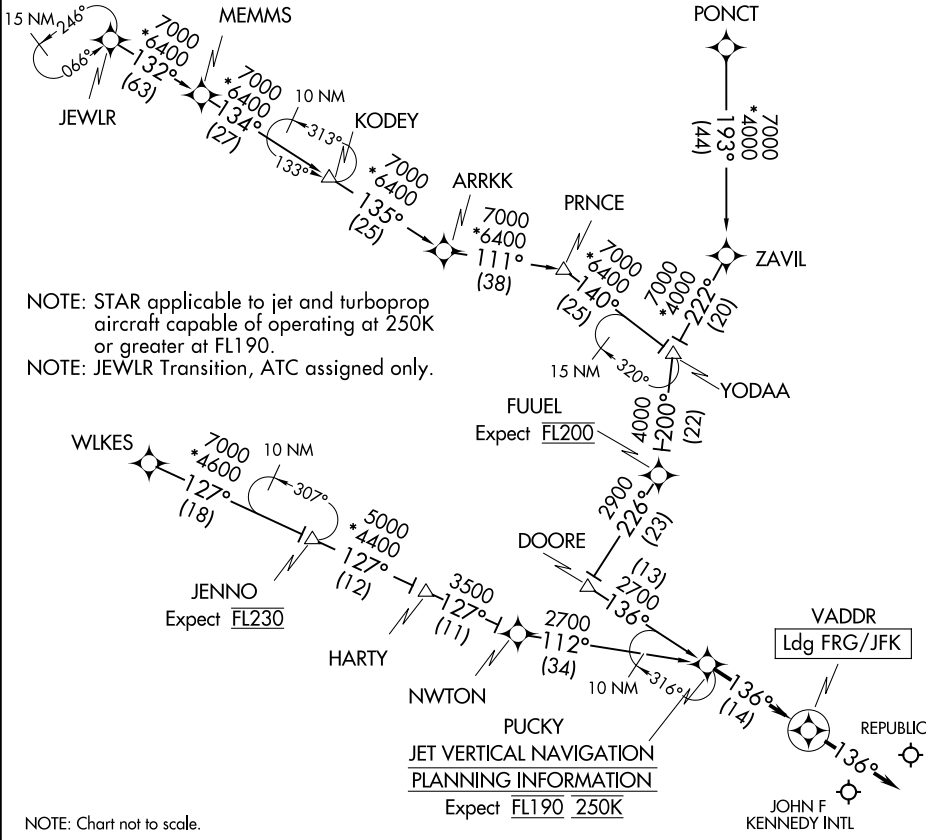 15 NM
246°
066°
7000
*6400
132°
(63)
MEMMS
JEWLR
7000
*6400
134°
(27)
10 NM
313°
133°
KODEY
7000
*6400
135°
(25)
ARRKK
7000
*6400
111°
(38)
PRNCE
7000
*6400
140°
(25)
15 NM
320°
PONCT
7000
*4000
193°
(44)
ZAVIL
7000
*4000
222°
(20)
YODAA
NOTE: STAR applicable to jet and turboprop
aircraft capable of operating at 250K
or greater at FL190.
NOTE: JEWLR Transition, ATC assigned only.
4000
200°
(22)
FUUEL
Expect FL200
2900
226°
(23)
DOORE
(13)
2700
136°
WLKES
7000
*4600
127°
(18)
10 NM
307°
JENNO
Expect FL230
5000
*4400
127°
(12)
HARTY
3500
127°
(11)
NWTON
2700
112°
(34)
10 NM
316°
PUCKY
JET VERTICAL NAVIGATION
PLANNING INFORMATION
Expect FL190 250K
136°
(14)
VADDR
Ldg FRG/JFK
136°
REPUBLIC
JOHN F
KENNEDY INTL
NOTE: Chart not to scale.